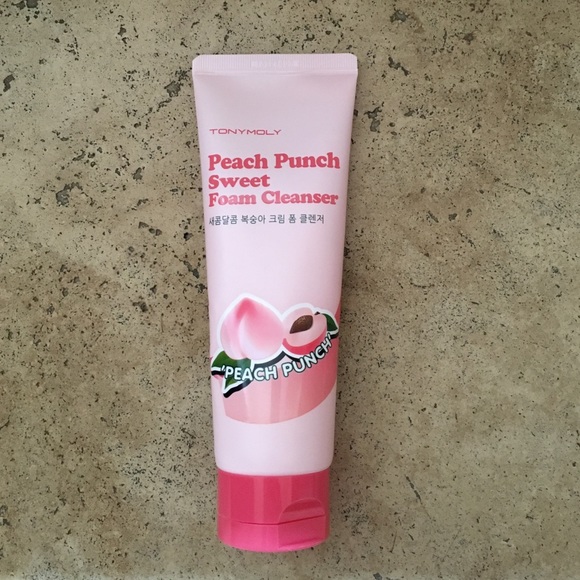 TONYMOLY
Peach Punch
Sweet
Foam Cleanser
새콤달콤 복숭아 크림 폼 클렌저
'PEACH PUNCH'